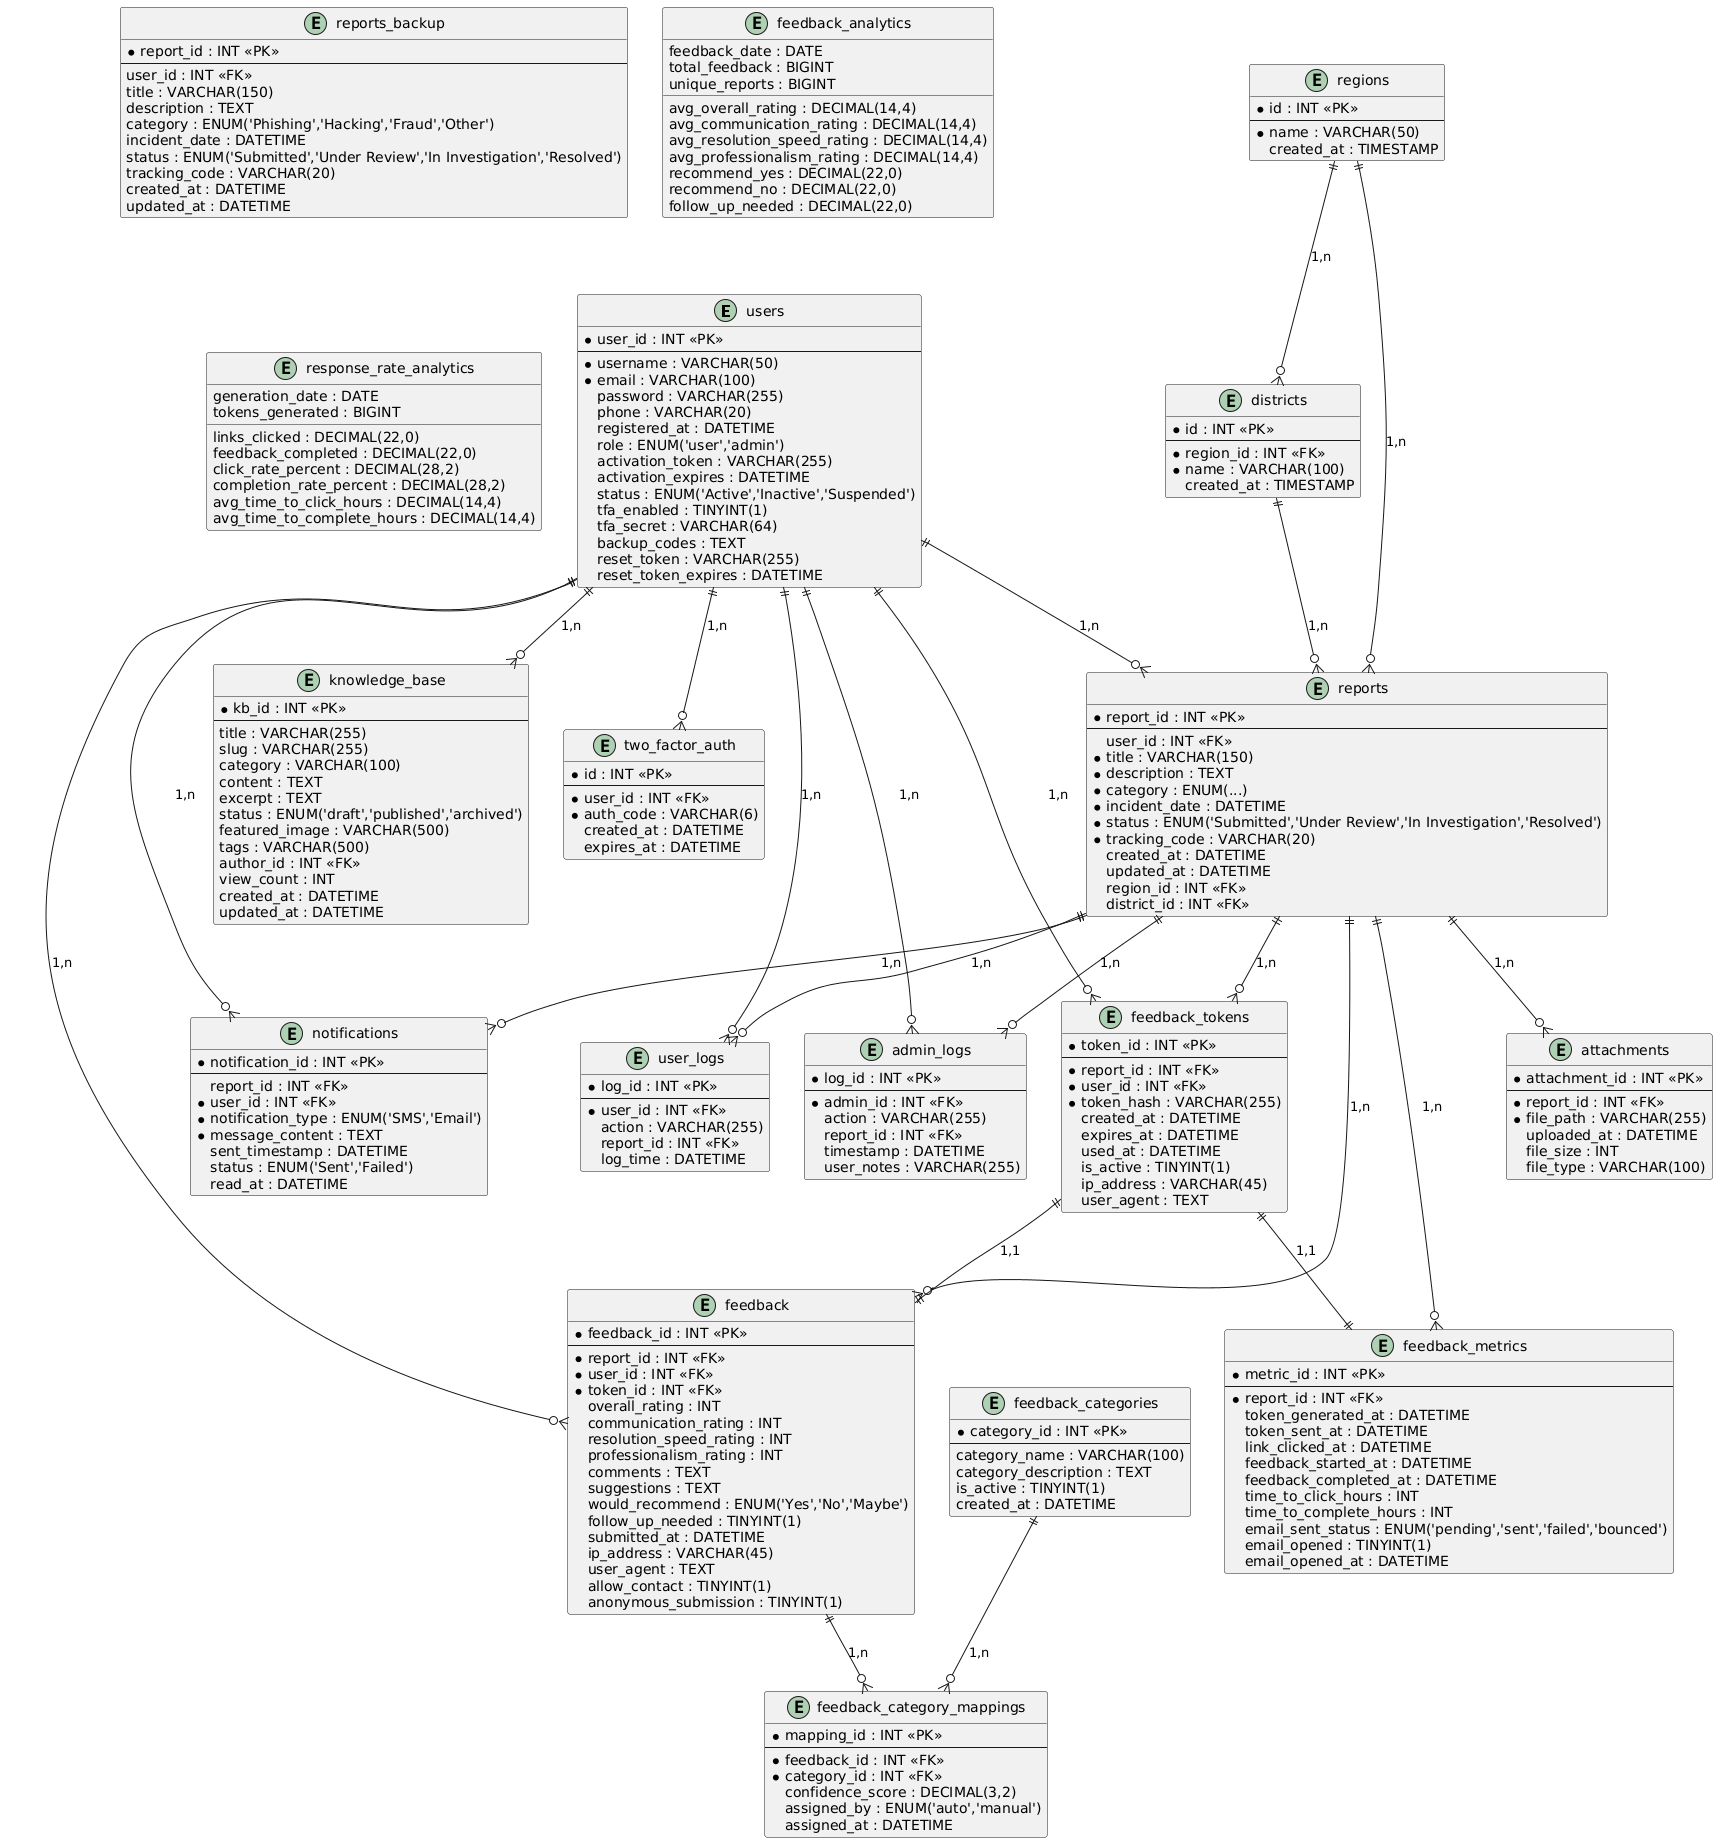 E reports_backup
* report_id : INT «PK»
user_id : INT «FK»
title : VARCHAR(150)
description : TEXT
category : ENUM('Phishing','Hacking','Fraud','Other')
incident_date : DATETIME
status : ENUM('Submitted','Under Review','In Investigation','Resolved')
tracking_code : VARCHAR(20)
created_at : DATETIME
updated_at : DATETIME
E feedback_analytics
feedback_date : DATE
total_feedback : BIGINT
unique_reports : BIGINT
avg_overall_rating : DECIMAL(14,4)
avg_communication_rating : DECIMAL(14,4)
avg_resolution_speed_rating : DECIMAL(14,4)
avg_professionalism_rating : DECIMAL(14,4)
recommend_yes : DECIMAL(22,0)
recommend_no : DECIMAL(22,0)
follow_up_needed : DECIMAL(22,0)
E regions
* id : INT «PK»
* name : VARCHAR(50)
created_at : TIMESTAMP
1,n
1,n
E response_rate_analytics
generation_date : DATE
tokens_generated : BIGINT
links_clicked : DECIMAL(22,0)
feedback_completed : DECIMAL(22,0)
click_rate_percent : DECIMAL(28,2)
completion_rate_percent : DECIMAL(28,2)
avg_time_to_click_hours : DECIMAL(14,4)
avg_time_to_complete_hours : DECIMAL(14,4)
E users
* user_id : INT «PK»
* username : VARCHAR(50)
* email : VARCHAR(100)
password : VARCHAR(255)
phone : VARCHAR(20)
registered_at : DATETIME
role : ENUM('user','admin')
activation_token : VARCHAR(255)
activation_expires : DATETIME
status : ENUM('Active','Inactive','Suspended')
tfa_enabled : TINYINT(1)
tfa_secret : VARCHAR(64)
backup_codes : TEXT
reset_token : VARCHAR(255)
reset_token_expires : DATETIME
E districts
* id : INT «PK»
* region_id : INT «FK»
* name : VARCHAR(100)
created_at : TIMESTAMP
1,n
1,n
1,n
1,n
E knowledge_base
* kb_id : INT «PK»
title : VARCHAR(255)
slug : VARCHAR(255)
category : VARCHAR(100)
content : TEXT
excerpt : TEXT
status : ENUM('draft','published','archived')
featured_image : VARCHAR(500)
tags : VARCHAR(500)
author_id : INT «FK»
view_count : INT
created_at : DATETIME
updated_at : DATETIME
E two_factor_auth
* id : INT «PK»
* user_id : INT «FK»
* auth_code : VARCHAR(6)
created_at : DATETIME
expires_at : DATETIME
E reports
* report_id : INT «PK»
user_id : INT «FK»
* title : VARCHAR(150)
* description : TEXT
* category : ENUM(...)
* incident_date : DATETIME
* status : ENUM('Submitted','Under Review','In Investigation','Resolved')
* tracking_code : VARCHAR(20)
created_at : DATETIME
updated_at : DATETIME
region_id : INT «FK»
district_id : INT «FK»
1,n
1,n
1,n
1,n
1,n
1,n
1,n
1,n
1,n
1,n
E notifications
* notification_id : INT «PK»
report_id : INT «FK»
* user_id : INT «FK»
* notification_type : ENUM('SMS','Email')
* message_content : TEXT
sent_timestamp : DATETIME
status : ENUM('Sent','Failed')
read_at : DATETIME
E user_logs
* log_id : INT «PK»
* user_id : INT «FK»
action : VARCHAR(255)
report_id : INT «FK»
log_time : DATETIME
E admin_logs
* log_id : INT «PK»
* admin_id : INT «FK»
action : VARCHAR(255)
report_id : INT «FK»
timestamp : DATETIME
user_notes : VARCHAR(255)
E feedback_tokens
* token_id : INT «PK»
* report_id : INT «FK»
* user_id : INT «FK»
* token_hash : VARCHAR(255)
created_at : DATETIME
expires_at : DATETIME
used_at : DATETIME
is_active : TINYINT(1)
ip_address : VARCHAR(45)
user_agent : TEXT
1,n
1,n
E attachments
* attachment_id : INT «PK»
* report_id : INT «FK»
* file_path : VARCHAR(255)
uploaded_at : DATETIME
file_size : INT
file_type : VARCHAR(100)
1,1
1,1
E feedback
* feedback_id : INT «PK»
* report_id : INT «FK»
* user_id : INT «FK»
* token_id : INT «FK»
overall_rating : INT
communication_rating : INT
resolution_speed_rating : INT
professionalism_rating : INT
comments : TEXT
suggestions : TEXT
would_recommend : ENUM('Yes','No','Maybe')
follow_up_needed : TINYINT(1)
submitted_at : DATETIME
ip_address : VARCHAR(45)
user_agent : TEXT
allow_contact : TINYINT(1)
anonymous_submission : TINYINT(1)
E feedback_categories
* category_id : INT «PK»
category_name : VARCHAR(100)
category_description : TEXT
is_active : TINYINT(1)
created_at : DATETIME
E feedback_metrics
* metric_id : INT «PK»
* report_id : INT «FK»
token_generated_at : DATETIME
token_sent_at : DATETIME
link_clicked_at : DATETIME
feedback_started_at : DATETIME
feedback_completed_at : DATETIME
time_to_click_hours : INT
time_to_complete_hours : INT
email_sent_status : ENUM('pending','sent','failed','bounced')
email_opened : TINYINT(1)
email_opened_at : DATETIME
1,n
1,n
E feedback_category_mappings
* mapping_id : INT «PK»
* feedback_id : INT «FK»
* category_id : INT «FK»
confidence_score : DECIMAL(3,2)
assigned_by : ENUM('auto','manual')
assigned_at : DATETIME